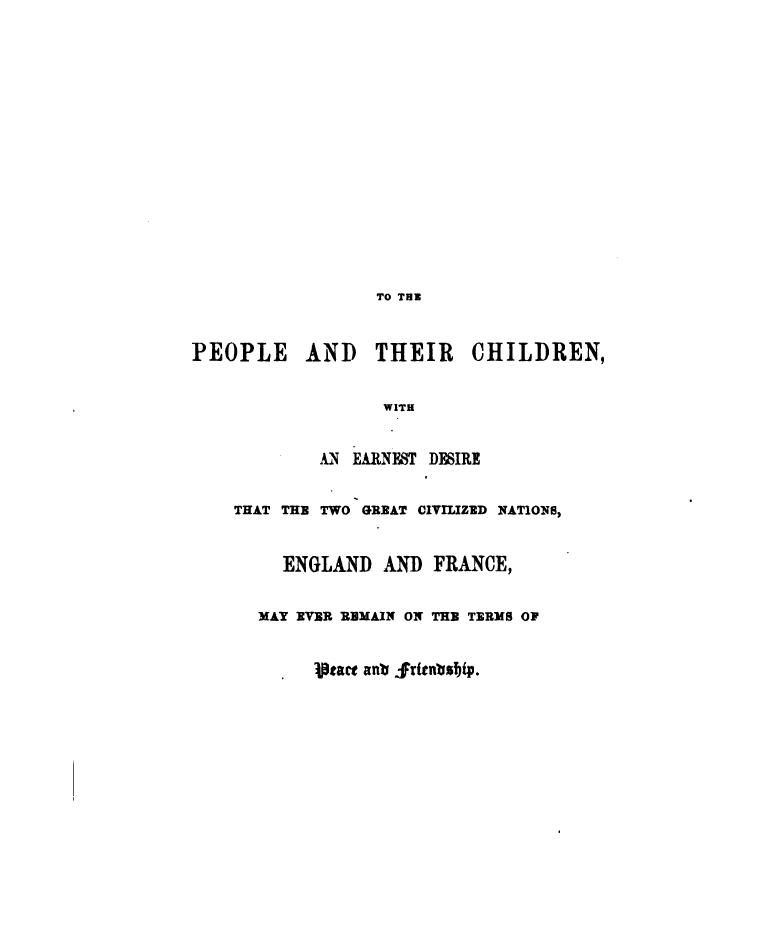 TO THE
PEOPLE AND THEIR CHILDREN,
WITH
AN EARNEST DESIRE
THAT THE TWO GREAT CIVILIZED NATIONS,
ENGLAND AND FRANCE,
MAY EVER REMAIN ON THE TERMS OF
Peace and Friendship.